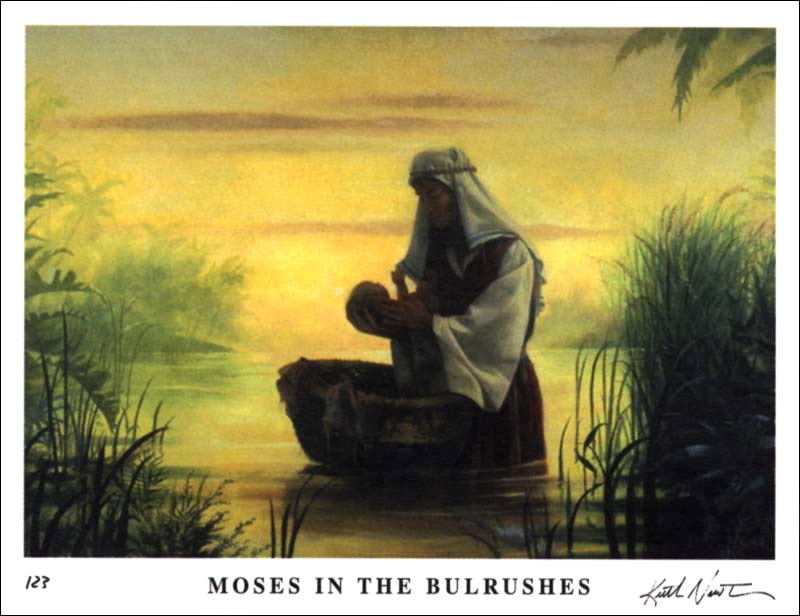 123
MOSES IN THE BULRUSHES